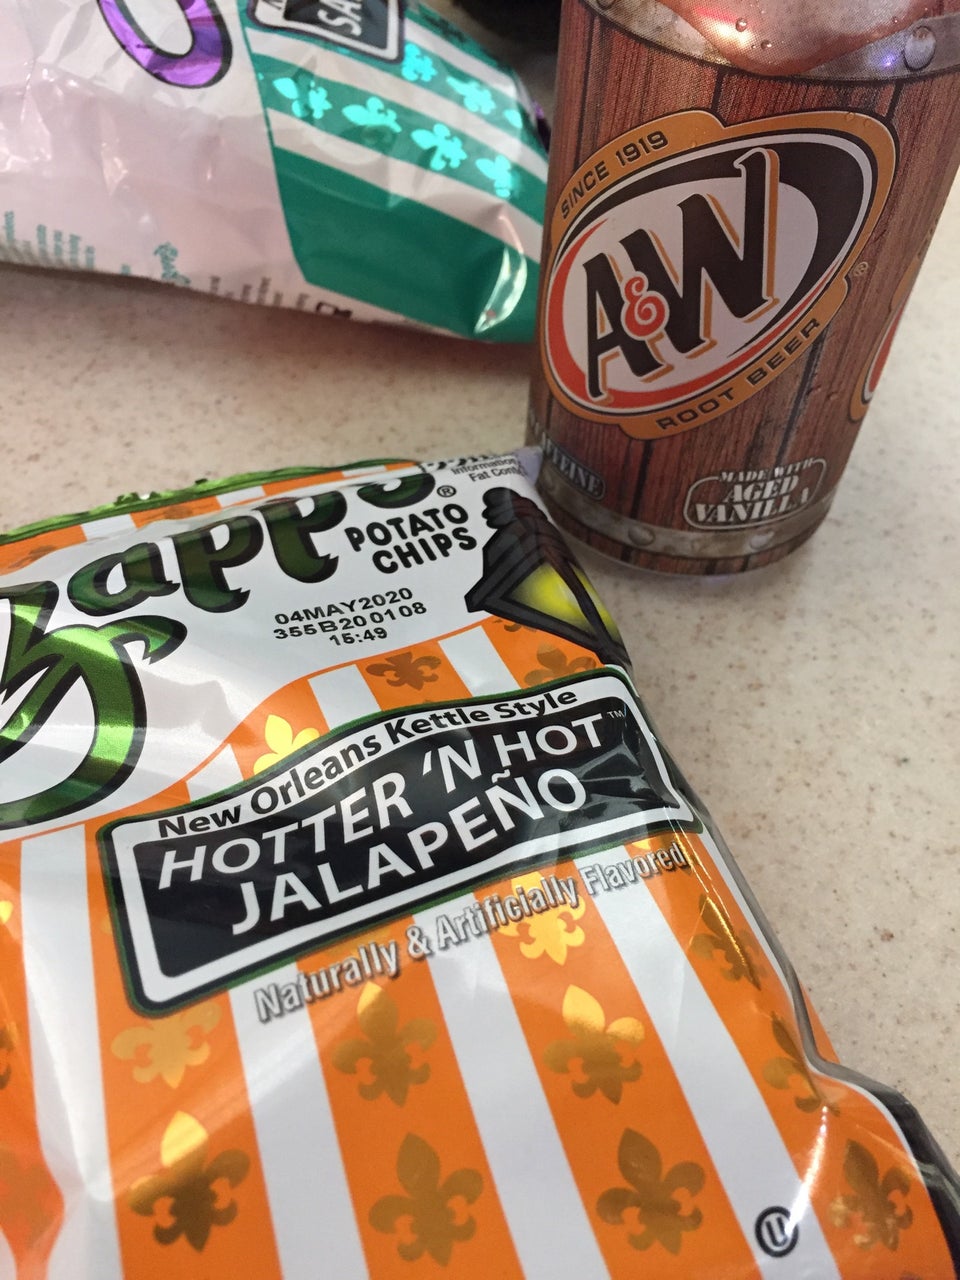 SINCE 1919
A&W
ROOT BEER
MADE WITH
AGED
VANILLA
Zapp's®
POTATO
CHIPS
04MAY2020
355B200108
15:49
New Orleans Kettle Style
HOTTER 'N HOT™
JALAPEÑO
Naturally & Artificially Flavored
U